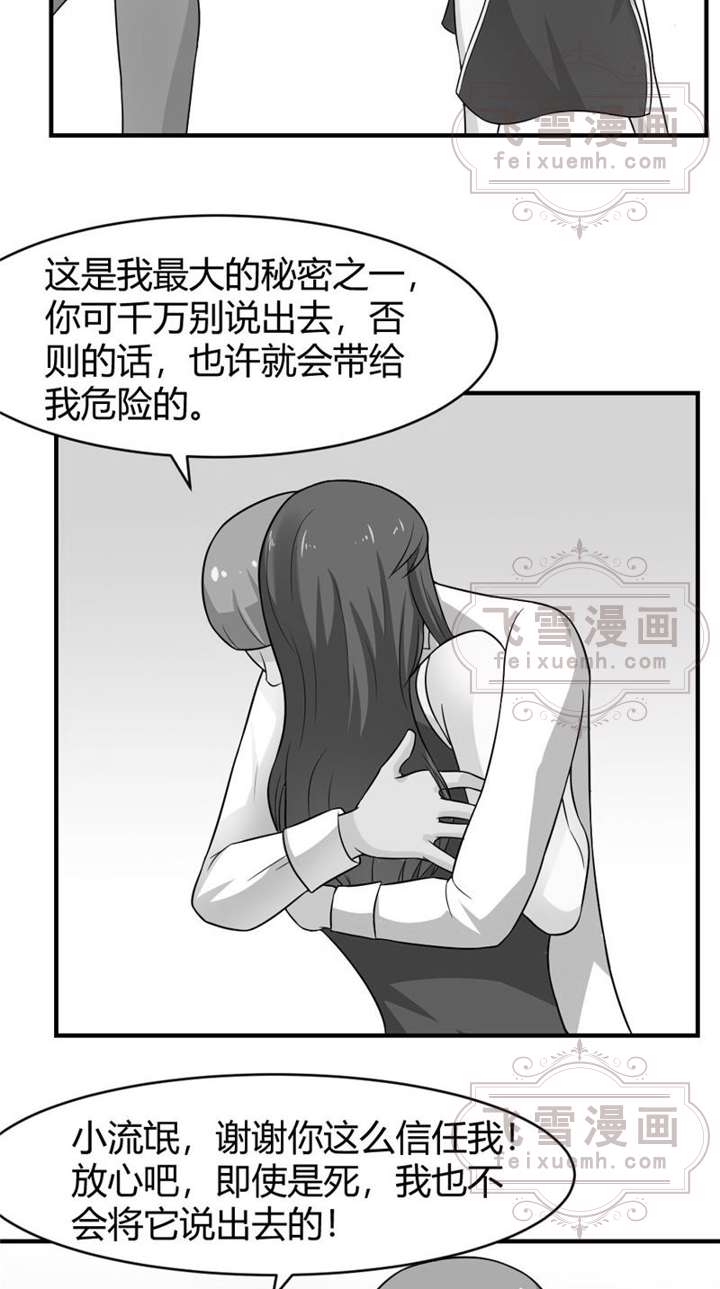 飞雪漫画
feixuemh.com
这是我最大的秘密之一，
你可千万别说出去，否
则的话，也许就会带给
我危险的。
飞雪漫画
feixuemh.com
飞雪漫画
feixuemh.com
小流氓，谢谢你这么信任我！
放心吧，即使是死，我也不
会将它说出去的！